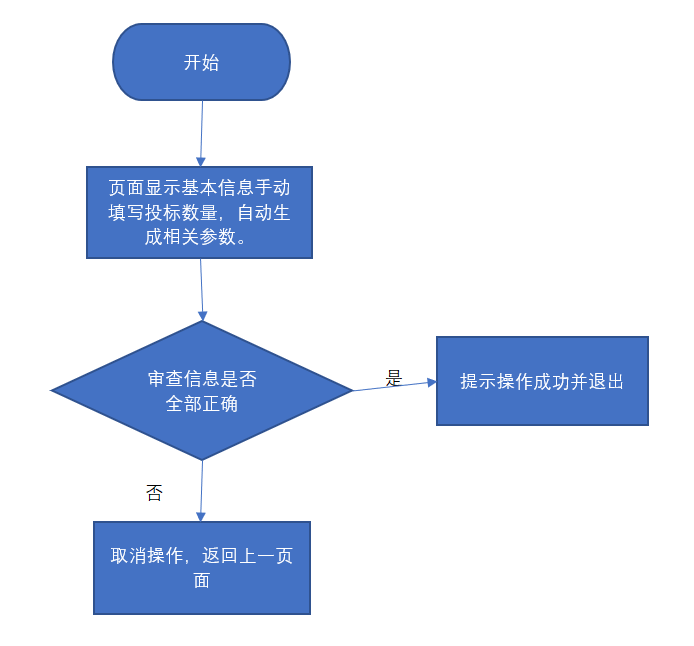 开始
页面显示基本信息手动
填写投标数量，自动生
成相关参数。
审查信息是否
全部正确
是
提示操作成功并退出
否
取消操作，返回上一页
面